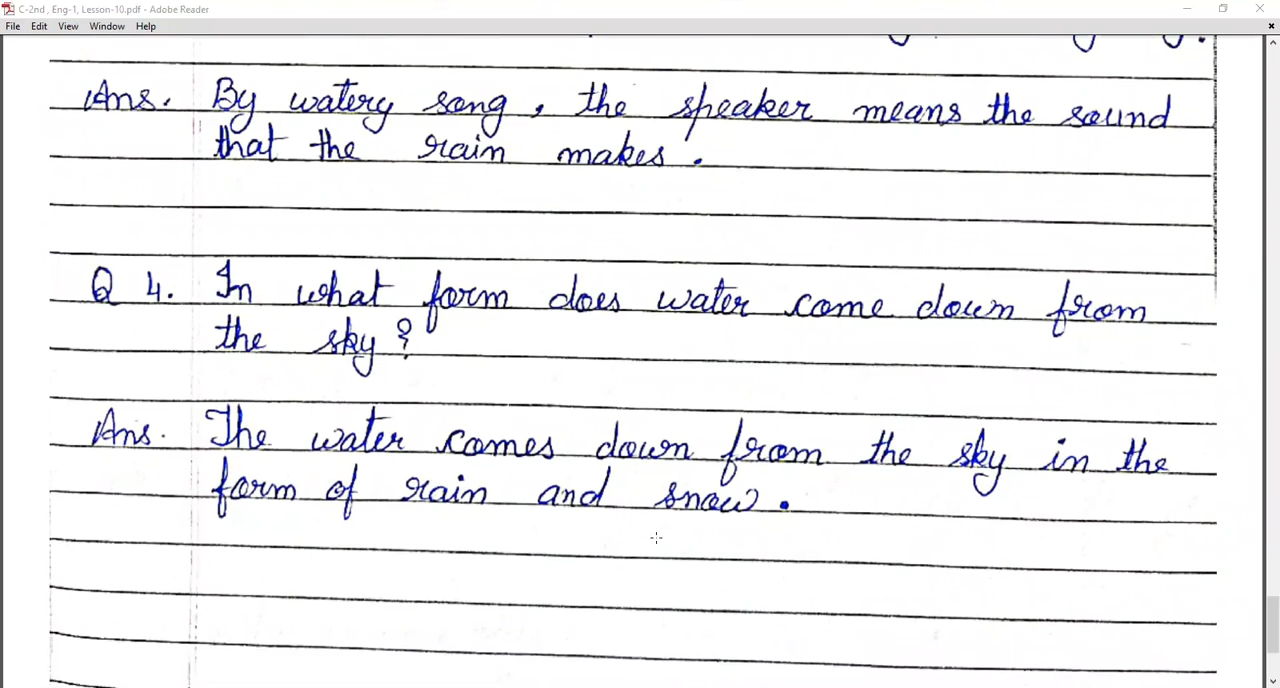 C-2nd , Eng-1, Lesson-10.pdf - Adobe Reader
File Edit View Window Help
Ans. By watery song, the speaker means the sound
that the rain makes.
Q 4. In what form does water come down from
the sky?
Ans. The water comes down from the sky in the
form of rain and snow.